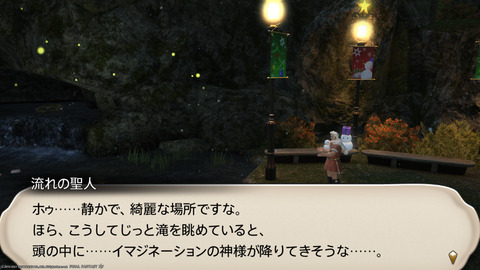 流れの聖人
ホゥ……静かで、綺麗な場所ですな。
ほら、こうしてじっと滝を眺めていると、
頭の中に……イマジネーションの神様が降りてきそうな……。
FINAL FANTASY XIV